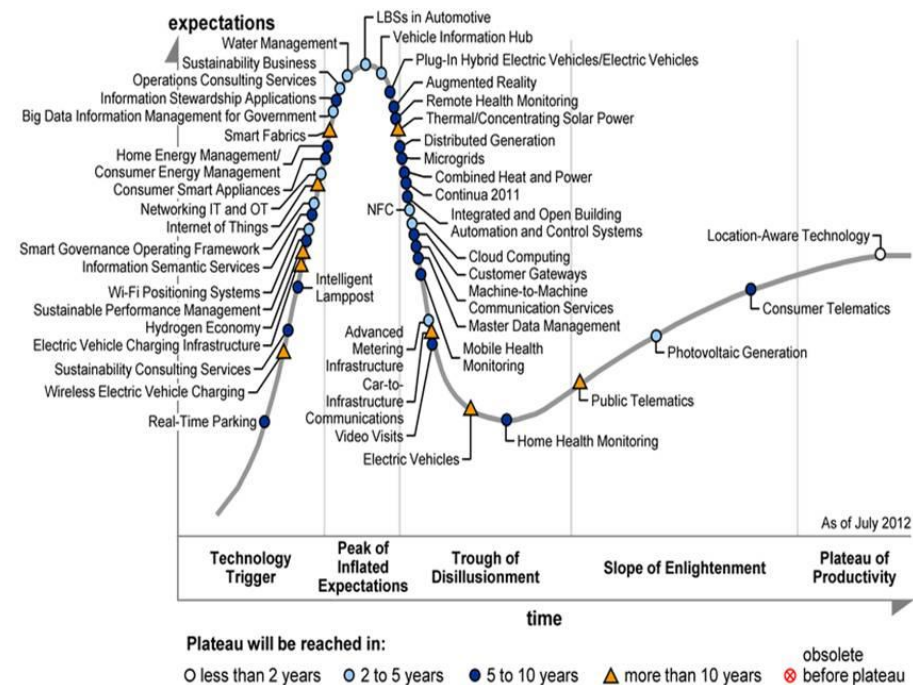 expectations
LBSs in Automotive
Water Management
Vehicle Information Hub
Sustainability Business
Operations Consulting Services
Plug-In Hybrid Electric Vehicles/Electric Vehicles
Information Stewardship Applications
Augmented Reality
Big Data Information Management for Government
Remote Health Monitoring
Smart Fabrics
Thermal/Concentrating Solar Power
Home Energy Management/
Consumer Energy Management
Distributed Generation
Consumer Smart Appliances
Microgrids
Networking IT and OT
Combined Heat and Power
Internet of Things
Continua 2011
NFC
Integrated and Open Building
Automation and Control Systems
Smart Governance Operating Framework
Cloud Computing
Information Semantic Services
Customer Gateways
Wi-Fi Positioning Systems
Machine-to-Machine
Communication Services
Sustainable Performance Management
Master Data Management
Hydrogen Economy
Intelligent
Lamppost
Electric Vehicle Charging Infrastructure
Mobile Health
Monitoring
Sustainability Consulting Services
Advanced
Metering
Infrastructure
Wireless Electric Vehicle Charging
Car-to-
Infrastructure
Communications
Real-Time Parking
Video Visits
Electric Vehicles
Home Health Monitoring
Public Telematics
Photovoltaic Generation
Consumer Telematics
Location-Aware Technology
As of July 2012
Technology
Trigger
Peak of
Inflated
Expectations
Trough of
Disillusionment
Slope of Enlightenment
Plateau of
Productivity
time
Plateau will be reached in:
less than 2 years
2 to 5 years
5 to 10 years
more than 10 years
obsolete
before plateau